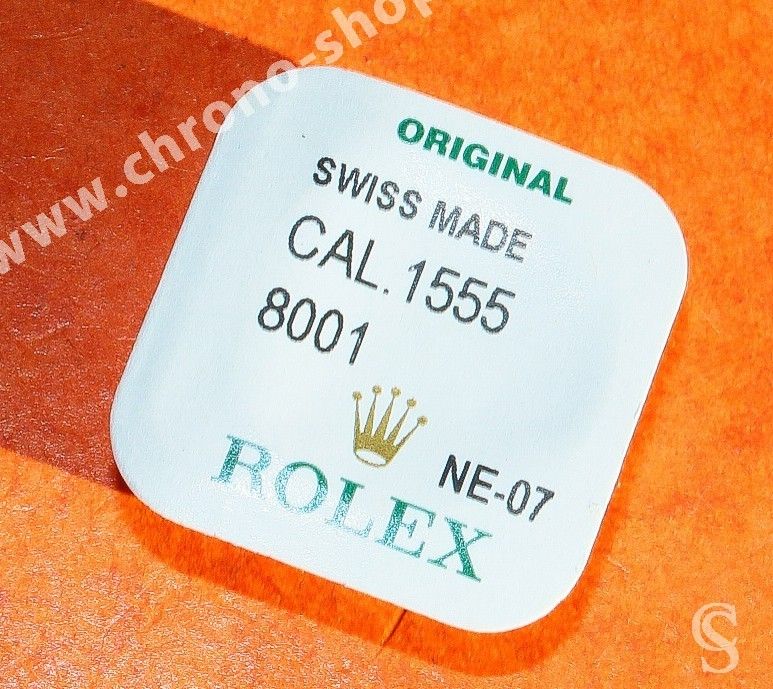 www.chrono-shop
ORIGINAL
SWISS MADE
CAL. 1555
8001
NE-07
ROLEX
CS